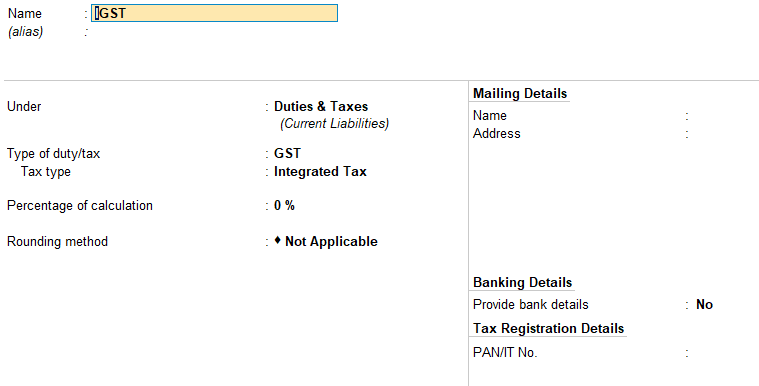 Name : IGST
(alias) :
Under : Duties & Taxes
(Current Liabilities)
Type of duty/tax : GST
Tax type : Integrated Tax
Percentage of calculation : 0 %
Rounding method : ♦ Not Applicable
Mailing Details
Name :
Address :
Banking Details
Provide bank details : No
Tax Registration Details
PAN/IT No. :